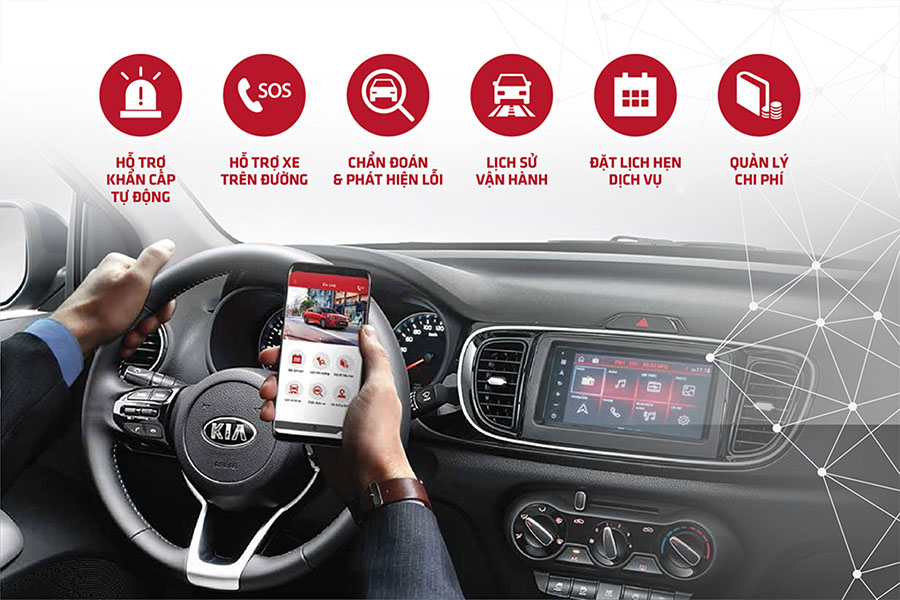 SOS
HỖ TRỢ
KHẨN CẤP
TỰ ĐỘNG
HỖ TRỢ XE
TRÊN ĐƯỜNG
CHẨN ĐOÁN
& PHÁT HIỆN LỖI
LỊCH SỬ
VẬN HÀNH
ĐẶT LỊCH HẸN
DỊCH VỤ
QUẢN LÝ
CHI PHÍ
KIA